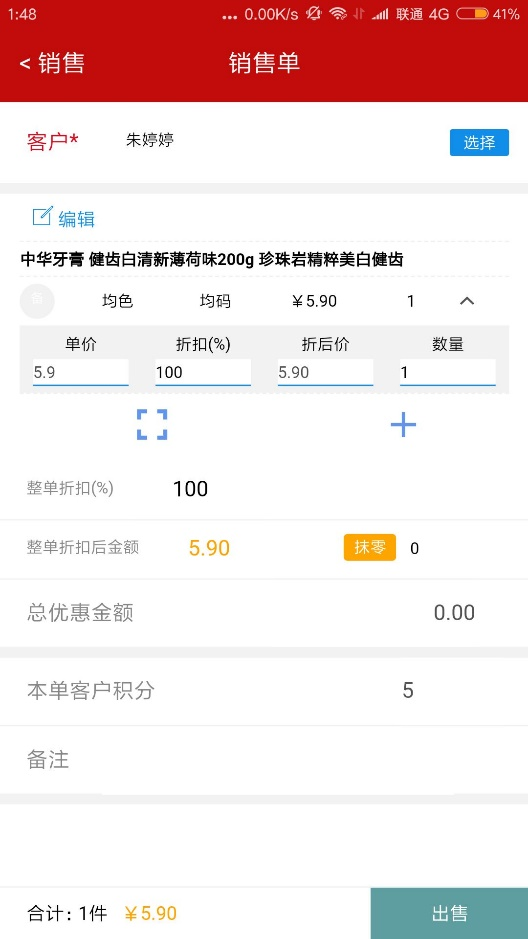 1:48 ... 0.00K/s 联通 4G 41%
< 销售 销售单
客户* 朱婷婷 选择
编辑
中华牙膏 健齿白清新薄荷味200g 珍珠岩精粹美白健齿
均色 均码 ￥5.90 1
单价 折扣(%) 折后价 数量
5.9 100 5.90 1
整单折扣(%) 100
整单折扣后金额 5.90 抹零 0
总优惠金额 0.00
本单客户积分 5
备注
合计：1件 ￥5.90 出售